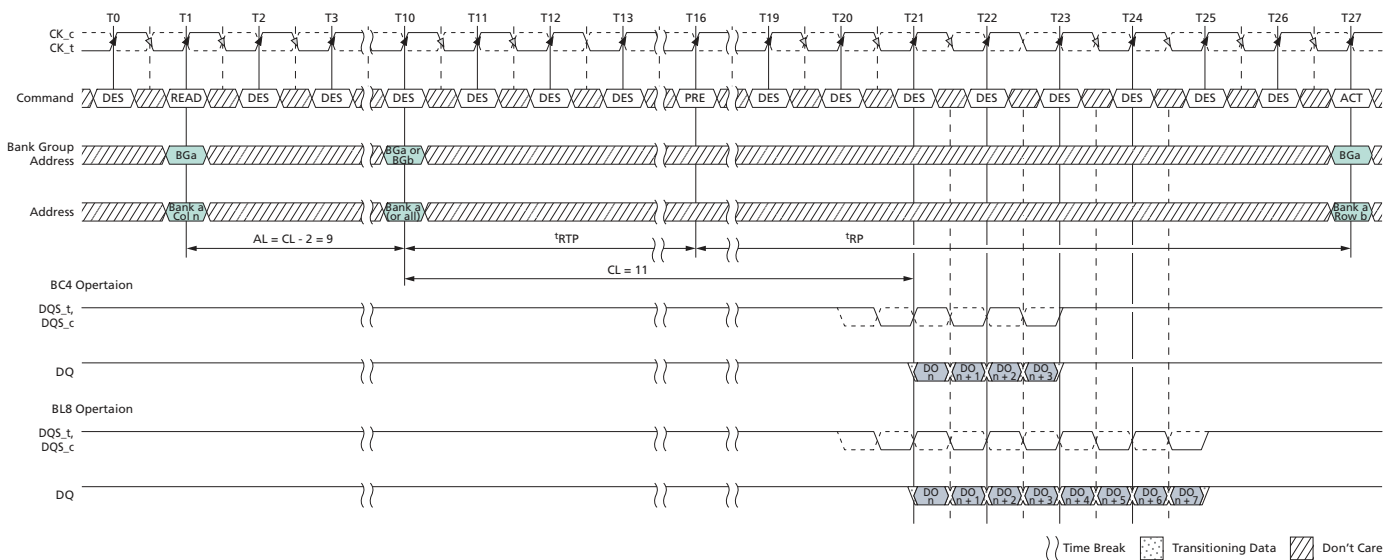 T0 T1 T2 T3 T10 T11 T12 T13 T16 T19 T20 T21 T22 T23 T24 T25 T26 T27
CK_c
CK_t
Command DES READ DES DES DES DES DES DES PRE DES DES DES DES DES DES DES DES ACT
Bank Group
Address
BGa
BGa or
BGb
BGa
Address
Bank a
Col n
Bank a
(or all)
Bank a
Row b
AL = CL - 2 = 9
tRTP
tRP
CL = 11
BC4 Opertaion
DQS_t,
DQS_c
DQ
DO
n
DO
n + 1
DO
n + 2
DO
n + 3
BL8 Opertaion
DQS_t,
DQS_c
DQ
DO
n
DO
n + 1
DO
n + 2
DO
n + 3
DO
n + 4
DO
n + 5
DO
n + 6
DO
n + 7
Time Break Transitioning Data Don't Care